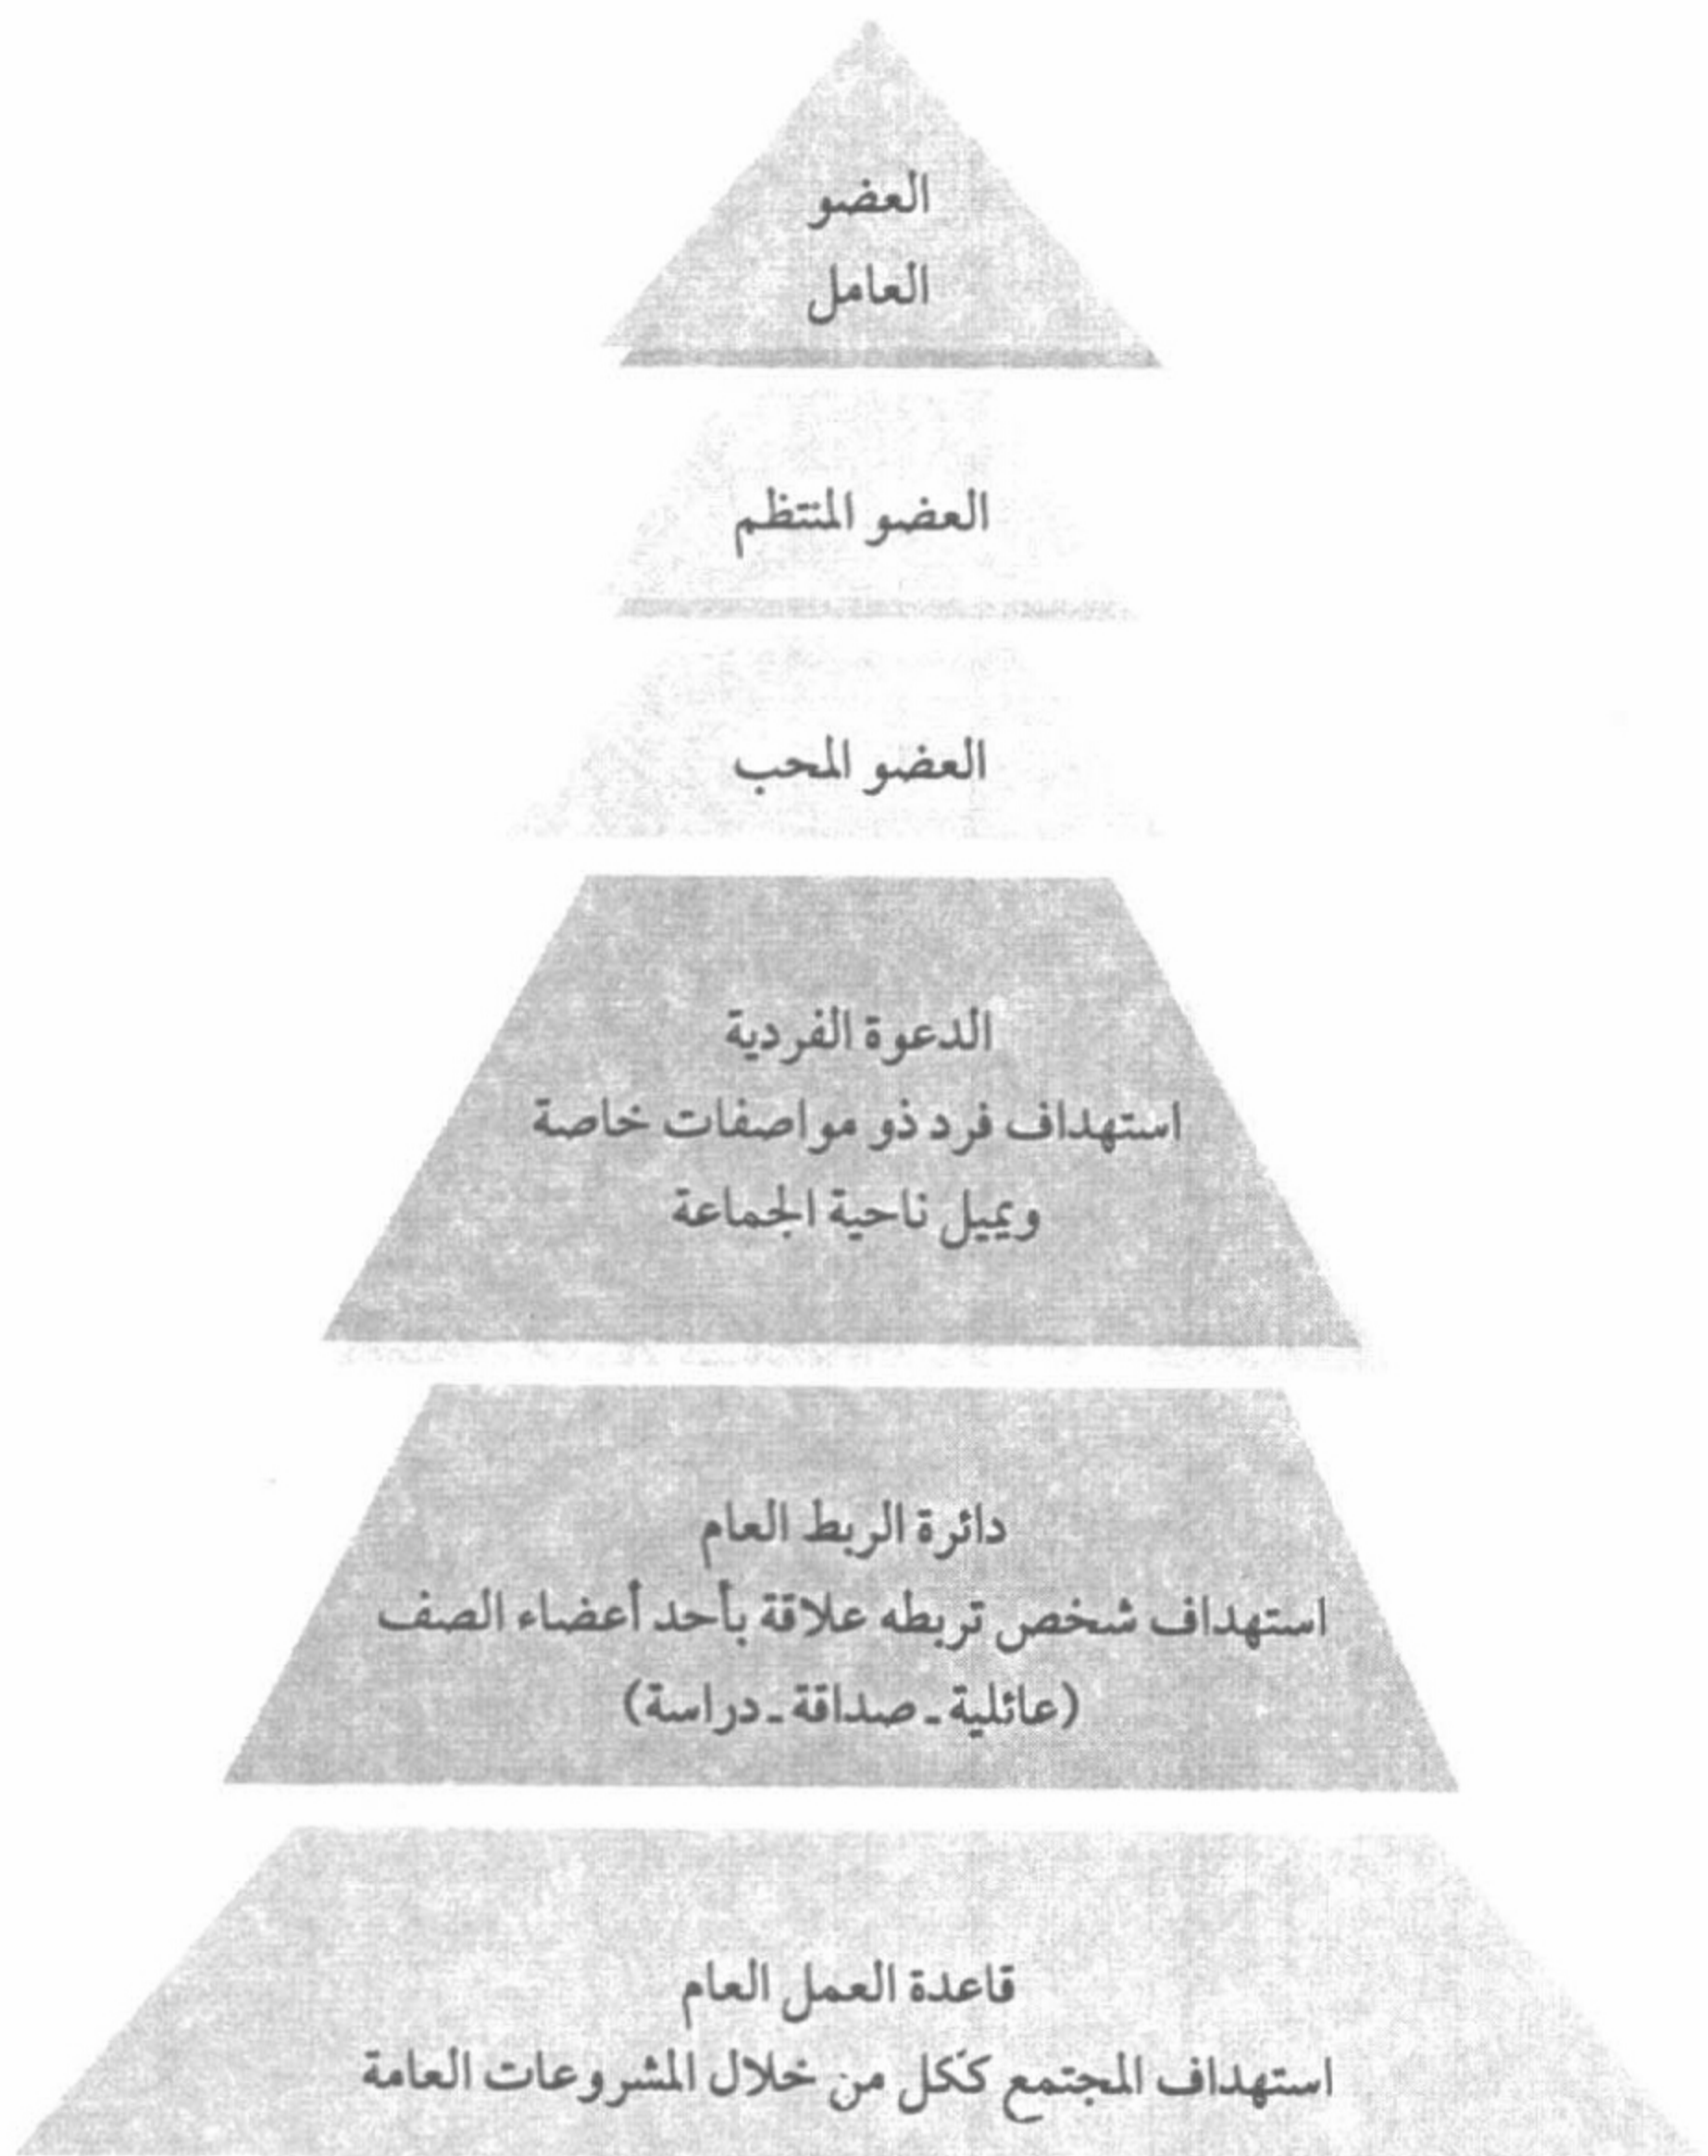 العضو
العامل
العضو المنتظم
العضو المحب
الدعوة الفردية
استهداف فرد ذو مواصفات خاصة
ويميل ناحية الجماعة
دائرة الربط العام
استهداف شخص تربطه علاقة بأحد أعضاء الصف
(عائلية ـ صداقة ـ دراسة)
قاعدة العمل العام
استهداف المجتمع ككل من خلال المشروعات العامة